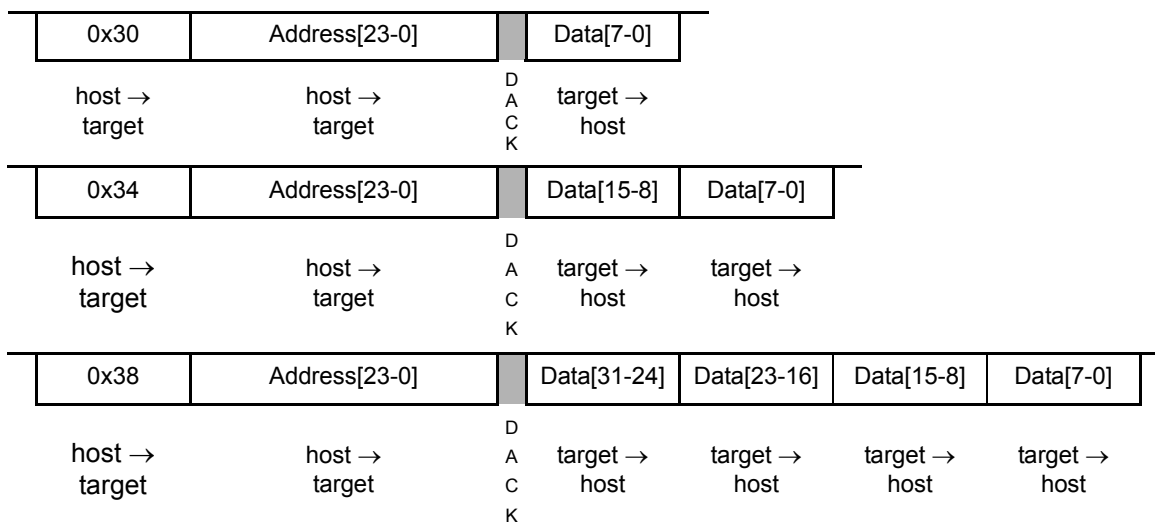 0x30 Address[23-0] Data[7-0]
host → host → D target →
target target A host
C
K
0x34 Address[23-0] Data[15-8] Data[7-0]
D
host → host → A target → target →
target target C host host
K
0x38 Address[23-0] Data[31-24] Data[23-16] Data[15-8] Data[7-0]
D
host → host → A target → target → target → target →
target target C host host host host
K